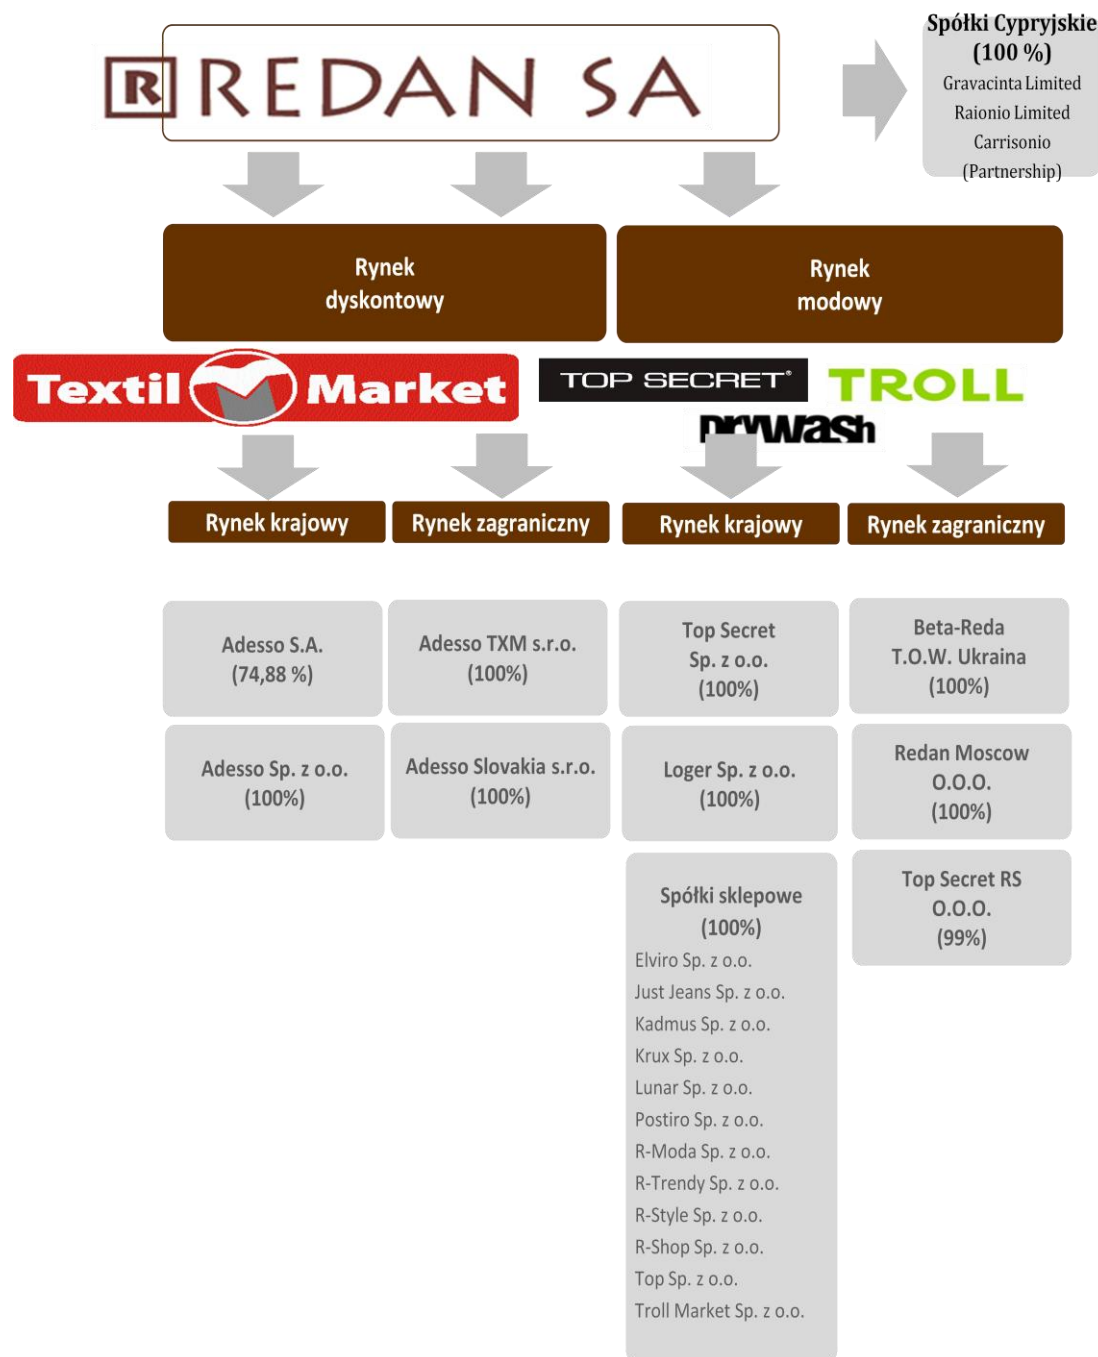 R REDAN SA
Spółki Cypryjskie
(100 %)
Gravacinta Limited
Raionio Limited
Carrisonio
(Partnership)
Rynek
dyskontowy
Rynek
modowy
Textil Market
TOP SECRET®
TROLL
Drywash
Rynek krajowy
Rynek zagraniczny
Rynek krajowy
Rynek zagraniczny
Adesso S.A.
(74,88 %)
Adesso TXM s.r.o.
(100%)
Top Secret
Sp. z o.o.
(100%)
Beta-Reda
T.O.W. Ukraina
(100%)
Adesso Sp. z o.o.
(100%)
Adesso Slovakia s.r.o.
(100%)
Loger Sp. z o.o.
(100%)
Redan Moscow
O.O.O.
(100%)
Spółki sklepowe
(100%)
Elviro Sp. z o.o.
Just Jeans Sp. z o.o.
Kadmus Sp. z o.o.
Krux Sp. z o.o.
Lunar Sp. z o.o.
Postiro Sp. z o.o.
R-Moda Sp. z o.o.
R-Trendy Sp. z o.o.
R-Style Sp. z o.o.
R-Shop Sp. z o.o.
Top Sp. z o.o.
Troll Market Sp. z o.o.
Top Secret RS
O.O.O.
(99%)